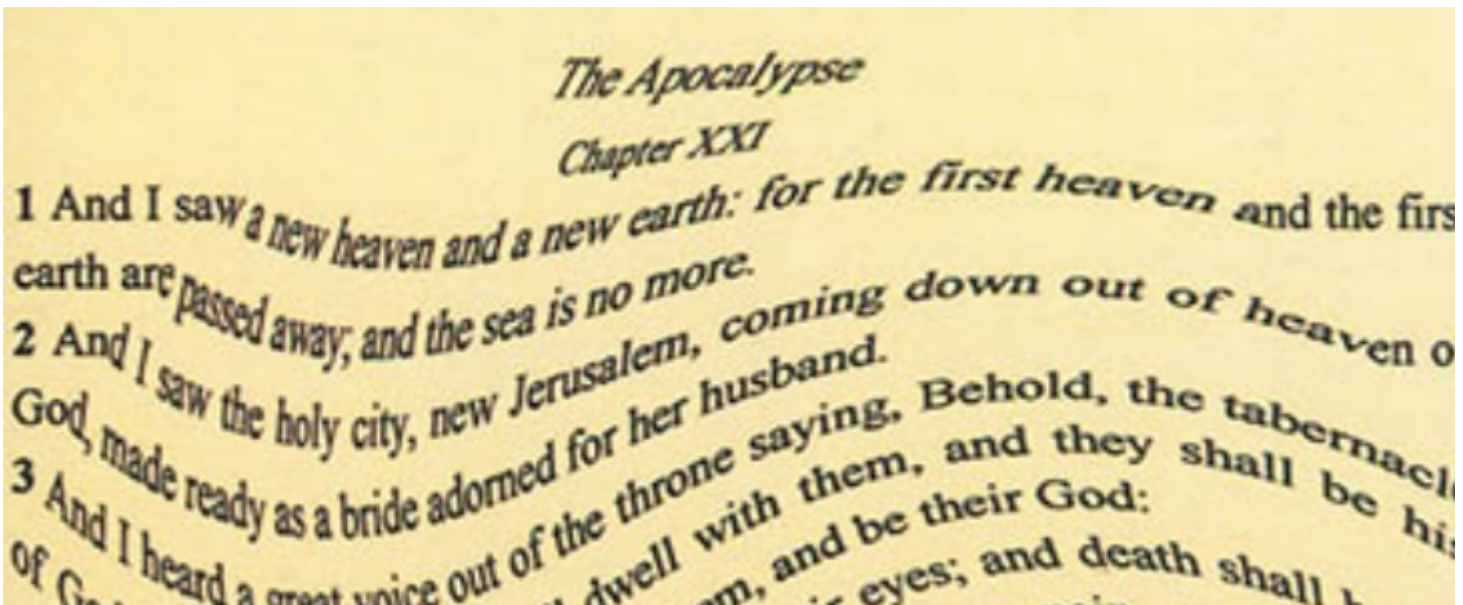 The Apocalypse
Chapter XXI
1 And I saw a new heaven and a new earth: for the first heaven and the firs
earth are passed away; and the sea is no more.
2 And I saw the holy city, new Jerusalem, coming down out of heaven o
God, made ready as a bride adorned for her husband.
3 And I heard a great voice out of the throne saying, Behold, the tabernacl
of dwell with them, and they shall be his
and be their God:
eyes; and death shall